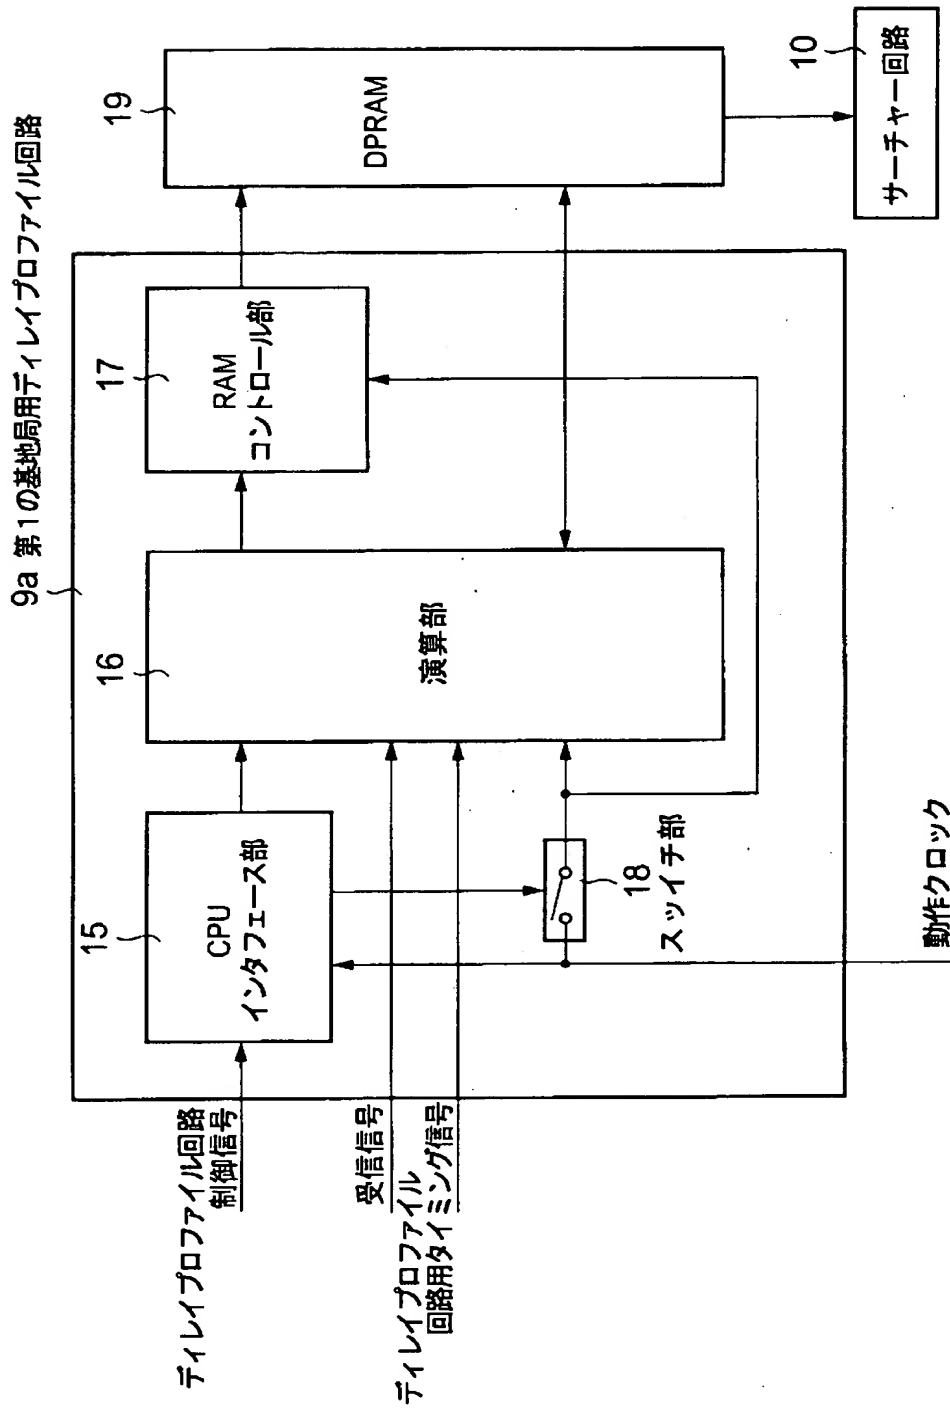 9a 第1の基地局用ディレイプロファイル回路
15
CPU
インタフェース部
16
演算部
17
RAM
コントロール部
19
DPRAM
10
サーチャー回路
18
スッイチ部
ディレイプロファイル回路
制御信号
受信信号
ディレイプロファイル
回路用タイミング信号
動作クロック